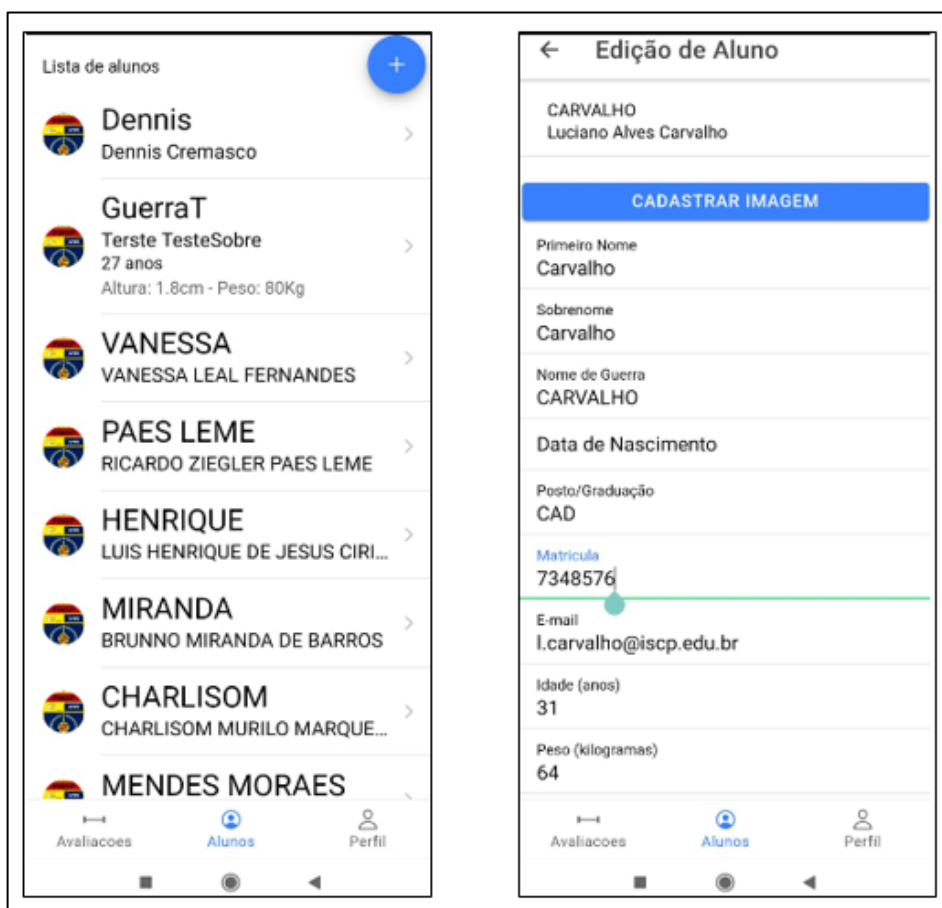 Lista de alunos
+
Dennis
Dennis Cremasco
GuerraT
Terste TesteSobre
27 anos
Altura: 1.8cm - Peso: 80Kg
VANESSA
VANESSA LEAL FERNANDES
PAES LEME
RICARDO ZIEGLER PAES LEME
HENRIQUE
LUIS HENRIQUE DE JESUS CIRI...
MIRANDA
BRUNNO MIRANDA DE BARROS
CHARLISOM
CHARLISOM MURILO MARQUE...
MENDES MORAES
Avaliacoes
Alunos
Perfil
Edição de Aluno
CARVALHO
Luciano Alves Carvalho
CADASTRAR IMAGEM
Primeiro Nome
Carvalho
Sobrenome
Carvalho
Nome de Guerra
CARVALHO
Data de Nascimento
Posto/Graduação
CAD
Matricula
7348576
E-mail
l.carvalho@iscp.edu.br
Idade (anos)
31
Peso (kilogramas)
64
Avaliacoes
Alunos
Perfil